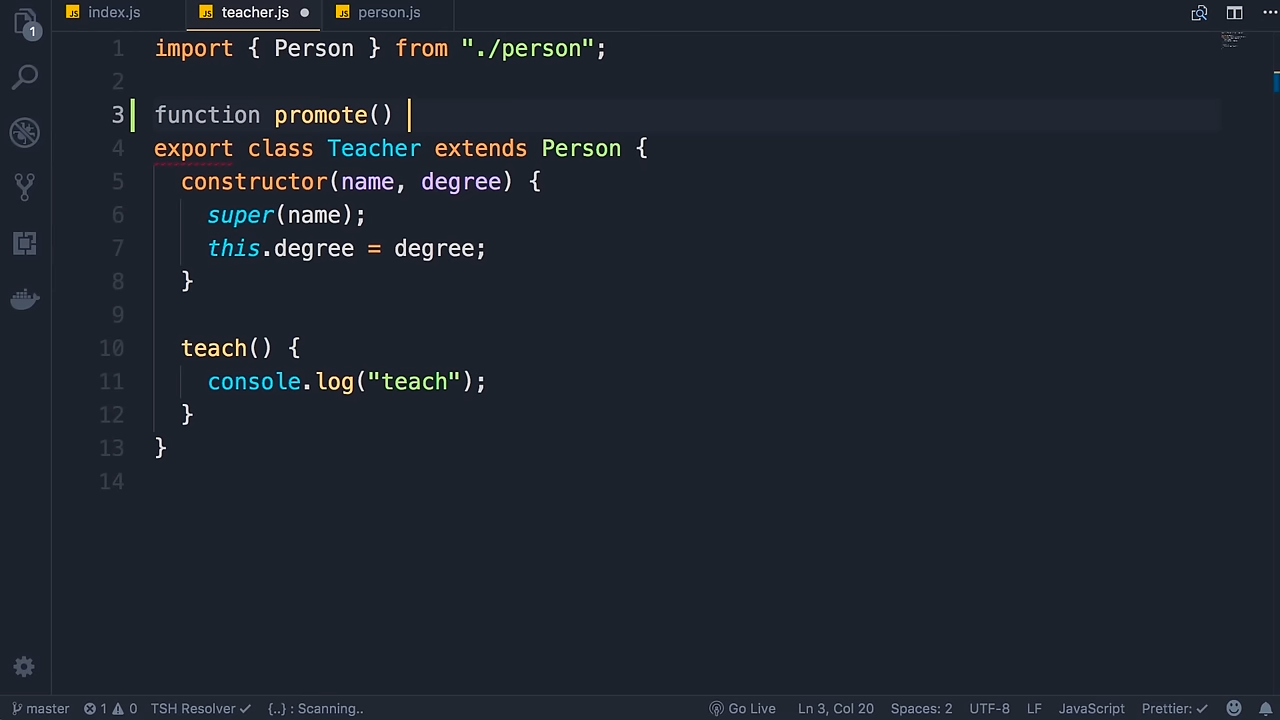 index.js teacher.js person.js
1
1 import { Person } from "./person";
2
3 function promote()
4 export class Teacher extends Person {
5 constructor(name, degree) {
6 super(name);
7 this.degree = degree;
8 }
9
10 teach() {
11 console.log("teach");
12 }
13 }
14
master 1 0 TSH Resolver {..} : Scanning.. Go Live Ln 3, Col 20 Spaces: 2 UTF-8 LF JavaScript Prettier: